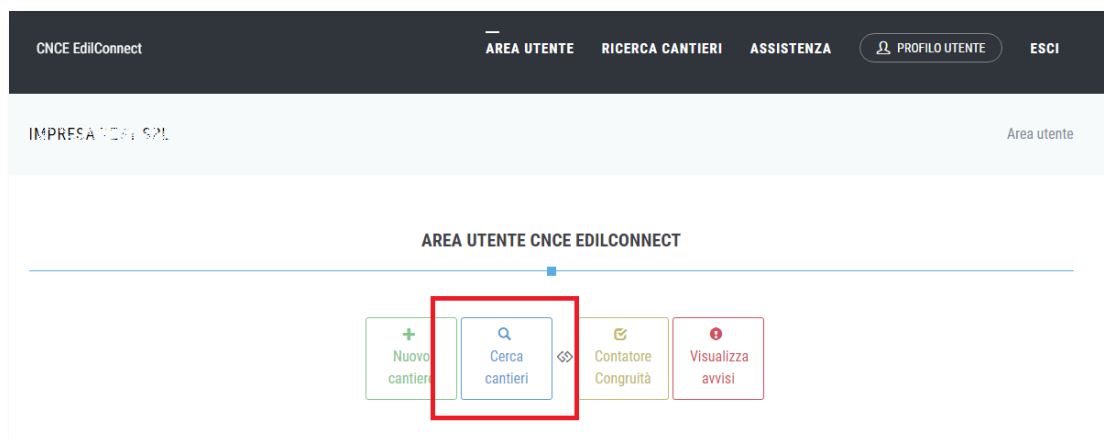 CNCE EdilConnect
AREA UTENTE RICERCA CANTIERI ASSISTENZA PROFILO UTENTE ESCI
IMPRESA
Area utente
AREA UTENTE CNCE EDILCONNECT
Nuovo cantiere
Cerca cantieri
Contatore Congruità
Visualizza avvisi